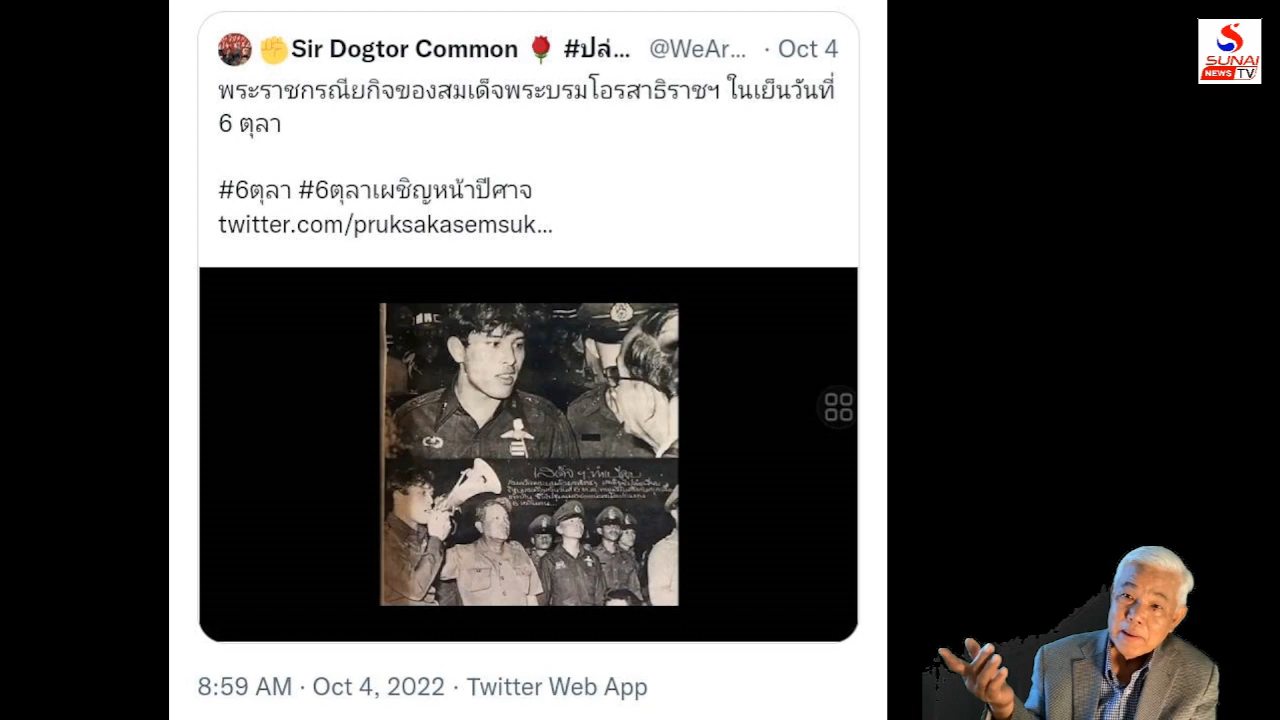 ✊Sir Dogtor Common 🌹 #ปล่... @WeAr... · Oct 4
พระราชกรณียกิจของสมเด็จพระบรมโอรสาธิราชฯ ในเย็นวันที่
6 ตุลา
#6ตุลา #6ตุลาเผชิญหน้าปีศาจ
twitter.com/pruksakasemsuk...
8:59 AM · Oct 4, 2022 · Twitter Web App
SUNAI
NEWS TV